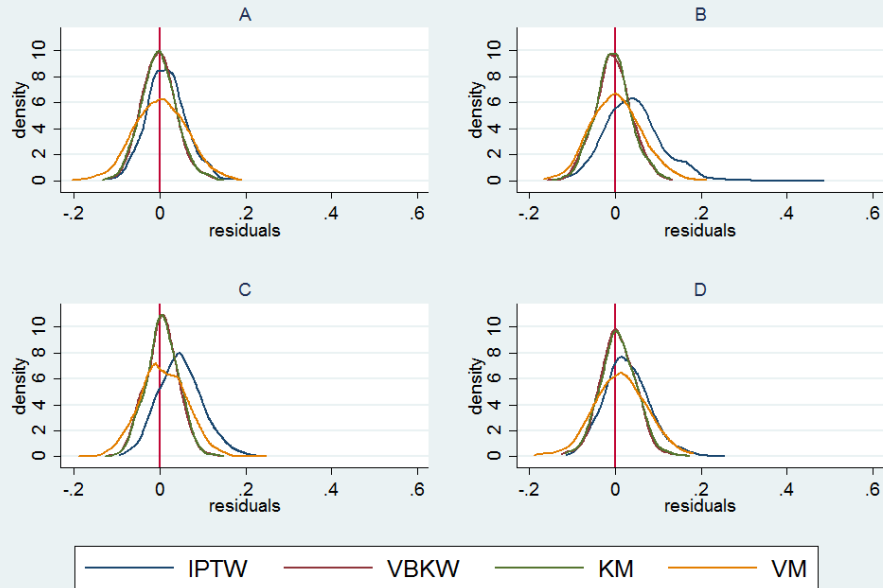 A
density
0 2 4 6 8 10
-.2 0 .2 .4 .6
residuals
B
density
0 2 4 6 8 10
-.2 0 .2 .4 .6
residuals
C
density
0 2 4 6 8 10
-.2 0 .2 .4 .6
residuals
D
density
0 2 4 6 8 10
-.2 0 .2 .4 .6
residuals
IPTW VBKW KM VM